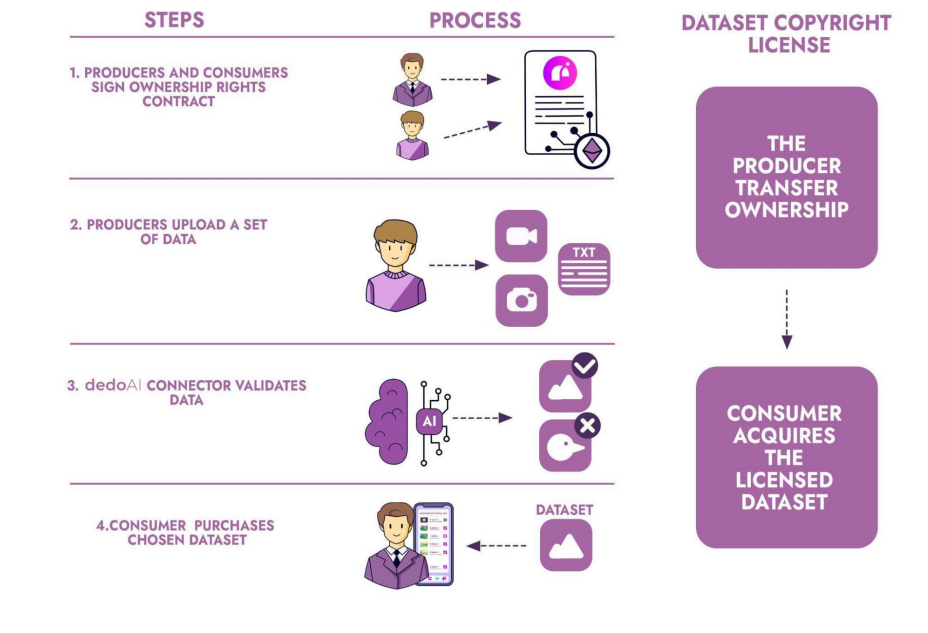 STEPS
PROCESS
1. PRODUCERS AND CONSUMERS
SIGN OWNERSHIP RIGHTS
CONTRACT
2. PRODUCERS UPLOAD A SET
OF DATA
TXT
3. dedoAI CONNECTOR VALIDATES
DATA
AI
4.CONSUMER PURCHASES
CHOSEN DATASET
DATASET
DATASET COPYRIGHT
LICENSE
THE
PRODUCER
TRANSFER
OWNERSHIP
CONSUMER
ACQUIRES
THE
LICENSED
DATASET